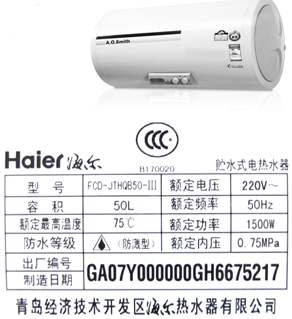 A.O.Smith
Haier 海尔
CCC
B170020
贮水式电热水器
型号 FCD-JTHQB50-III 额定电压 220V~
容积 50L 额定频率 50Hz
额定最高温度 75℃ 额定功率 1500W
防水等级 (防溅型) 额定内压 0.75MPa
出厂编号
制造日期
GA07Y000000GH6675217
青岛经济技术开发区海尔热水器有限公司